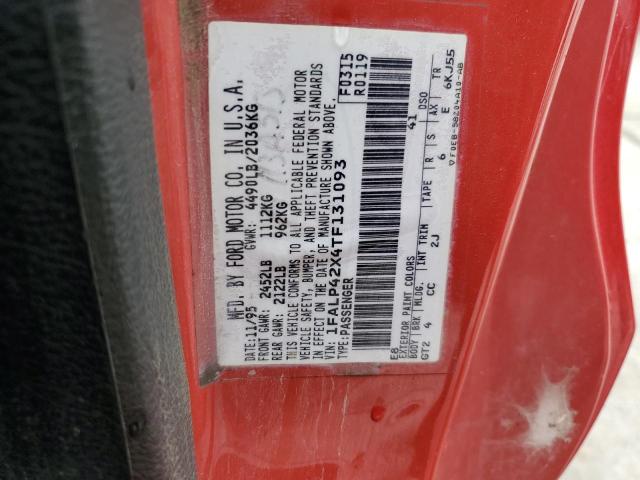 MFD. BY FORD MOTOR CO. IN U.S.A.
DATE: 11/95 GVWR: 4490LB/2036KG
FRONT GAWR: 2452LB 1112KG
REAR GAWR: 2122LB 962KG
THIS VEHICLE CONFORMS TO ALL APPLICABLE FEDERAL MOTOR
VEHICLE SAFETY, BUMPER, AND THEFT PREVENTION STANDARDS
IN EFFECT ON THE DATE OF MANUFACTURE SHOWN ABOVE.
VIN: 1FALP42X4TF131093
TYPE: PASSENGER
F0315
R0119
E8 41 DSO
EXTERIOR PAINT COLORS
BODY BRK MLDG. INT TRIM TAPE R S AX TR
GT2 4 CC 2J 6 E 6KJ55